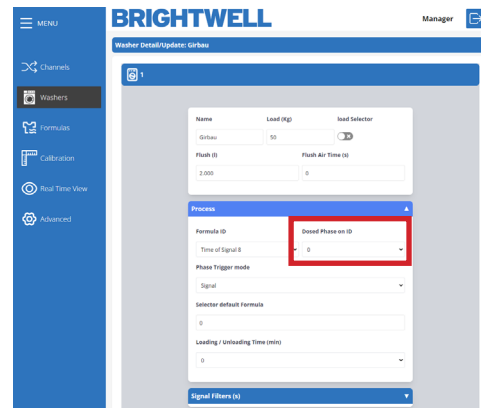 MENU
BRIGHTWELL
Manager
Washer Detail/Update: Girbau
Channels
1
Washers
Name Load (Kg) load Selector
Girbau 50
Formulas
Flush (l) Flush Air Time (s)
2.000 0
Calibration
Real Time View
Process
Advanced
Formula ID Dosed Phase on ID
Time of Signal 8 0
Phase Trigger mode
Signal
Selector default Formula
0
Loading / Unloading Time (min)
0
Signal Filters (s)